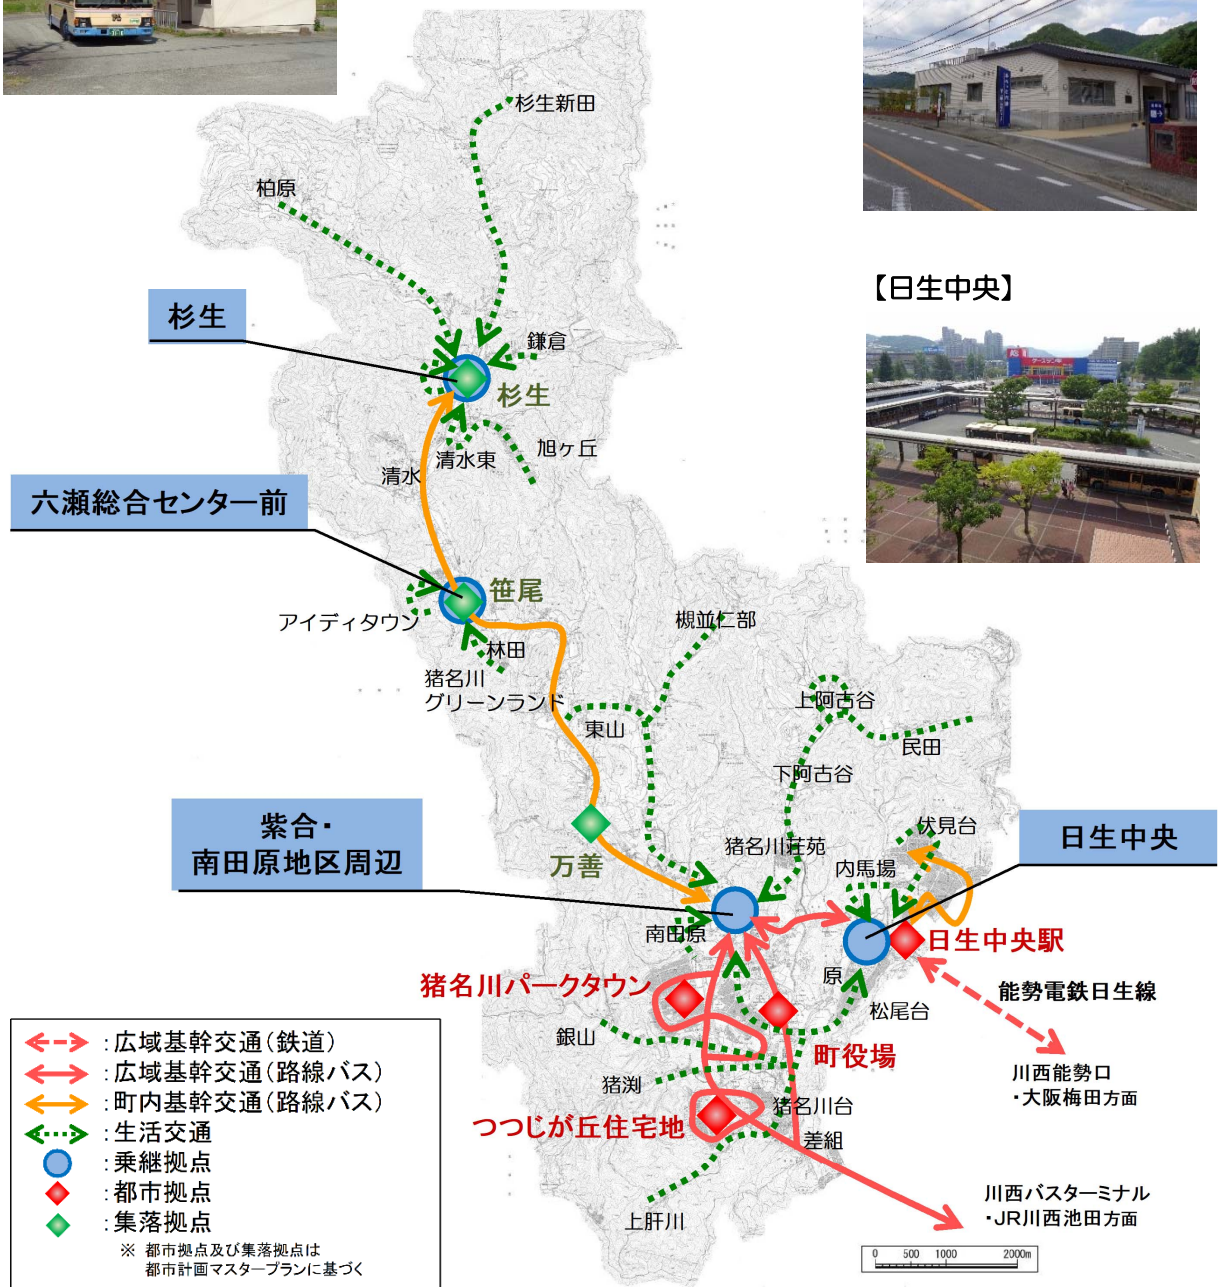 杉生新田
柏原
【日生中央】
杉生
鎌倉
杉生
旭ヶ丘
清水東
清水
六瀬総合センター前
笹尾
アイディタウン
林田
猪名川
グリーンランド
槻並仁部
東山
上阿古谷
民田
下阿古谷
紫合・
南田原地区周辺
万善
猪名川荘苑
伏見台
内馬場
日生中央
南田原
日生中央駅
猪名川パークタウン
原
能勢電鉄日生線
松尾台
銀山
町役場
川西能勢口
・大阪梅田方面
猪渕
猪名川台
つつじが丘住宅地
差組
川西バスターミナル
・JR川西池田方面
上肝川
：広域基幹交通（鉄道）
：広域基幹交通（路線バス）
：町内基幹交通（路線バス）
：生活交通
：乗継拠点
：都市拠点
：集落拠点
※ 都市拠点及び集落拠点は
都市計画マスタープランに基づく
0 500 1000 2000m